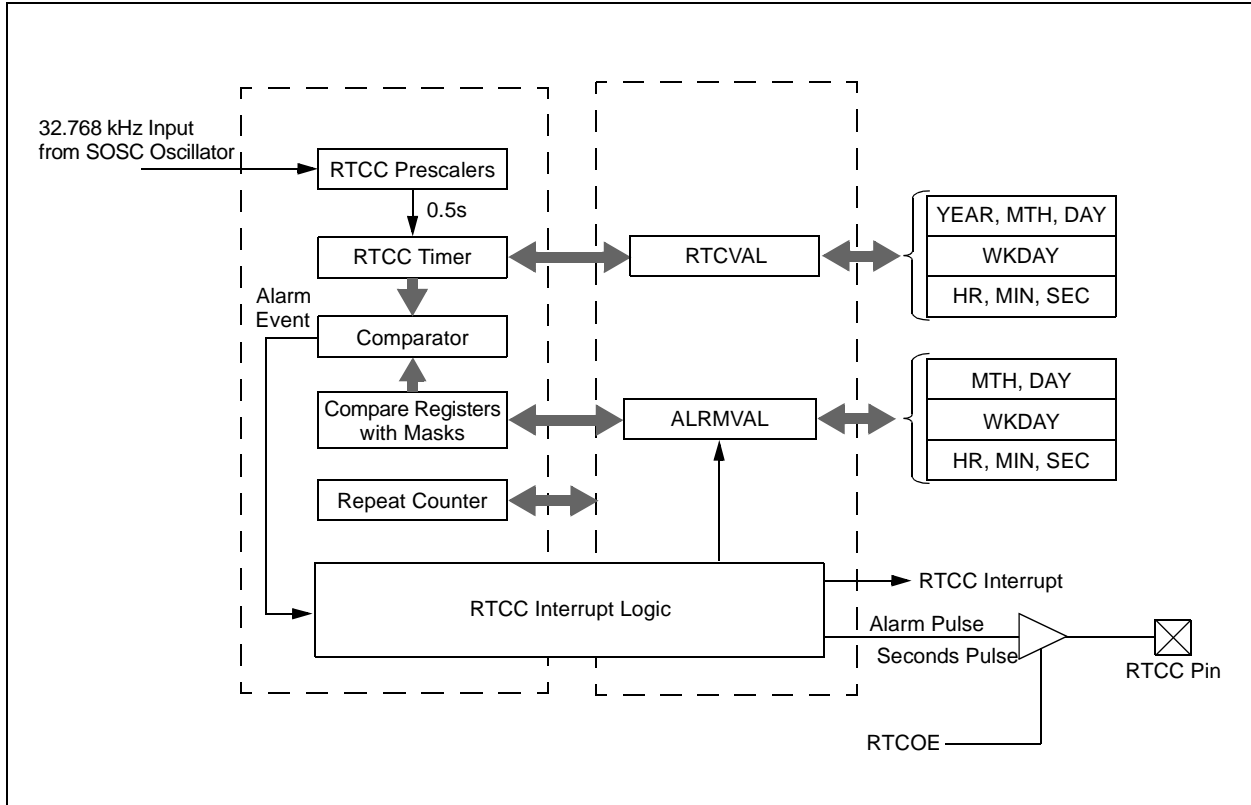 32.768 kHz Input
from SOSC Oscillator
RTCC Prescalers
0.5s
RTCC Timer
RTCVAL
YEAR, MTH, DAY
WKDAY
HR, MIN, SEC
Alarm
Event
Comparator
Compare Registers
with Masks
ALRMVAL
MTH, DAY
WKDAY
HR, MIN, SEC
Repeat Counter
RTCC Interrupt Logic
RTCC Interrupt
Alarm Pulse
Seconds Pulse
RTCC Pin
RTCOE